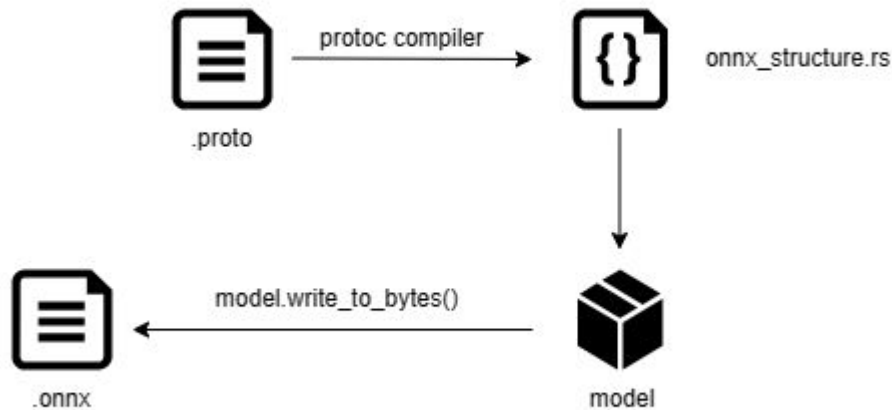 protoc compiler
{}
onnx_structure.rs
.proto
model.write_to_bytes()
.onnx
model